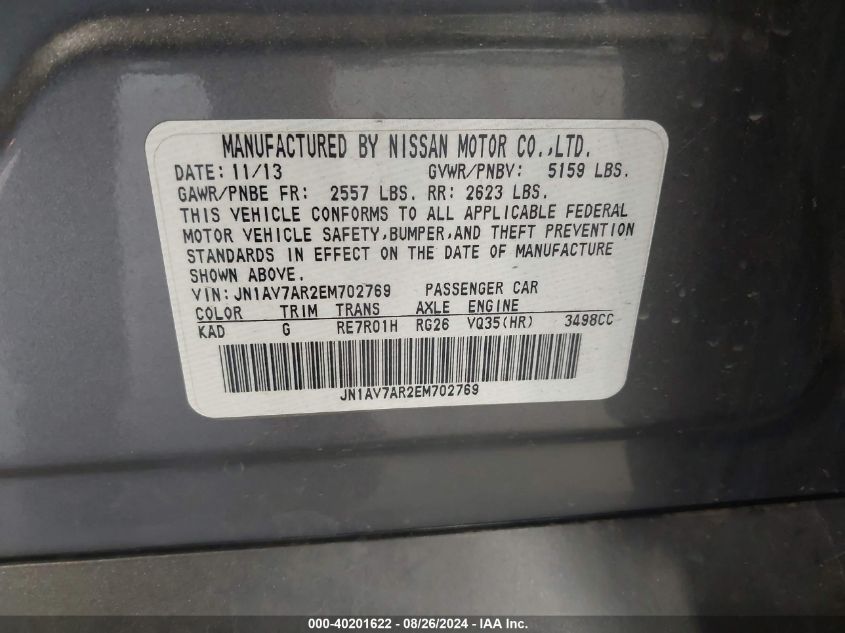 MANUFACTURED BY NISSAN MOTOR CO.,LTD.
DATE: 11/13 GVWR/PNBV: 5159 LBS.
GAWR/PNBE FR: 2557 LBS. RR: 2623 LBS.
THIS VEHICLE CONFORMS TO ALL APPLICABLE FEDERAL
MOTOR VEHICLE SAFETY,BUMPER,AND THEFT PREVENTION
STANDARDS IN EFFECT ON THE DATE OF MANUFACTURE
SHOWN ABOVE.
VIN: JN1AV7AR2EM702769 PASSENGER CAR
COLOR TRIM TRANS AXLE ENGINE
KAD G RE7R01H RG26 VQ35(HR) 3498CC
JN1AV7AR2EM702769
000-40201622 - 08/26/2024 - IAA Inc.